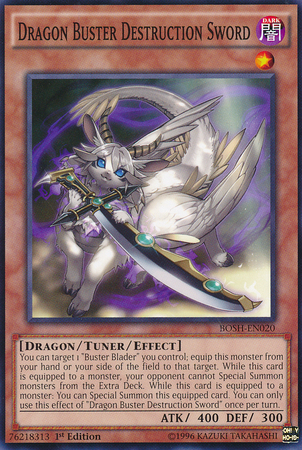 DRAGON BUSTER DESTRUCTION SWORD
DARK
闇
BOSH-EN020
[DRAGON/TUNER/EFFECT]
You can target 1 "Buster Blader" you control; equip this monster from
your hand or your side of the field to that target. While this
card is equipped to a monster, your opponent cannot Special Summon
monsters from the Extra Deck. While this card is equipped to a
monster: You can Special Summon this equipped card. You can only
use this effect of "Dragon Buster Destruction Sword" once per turn.
ATK/ 400 DEF/ 300
76218313 1st Edition ©1996 KAZUKI TAKAHASHI